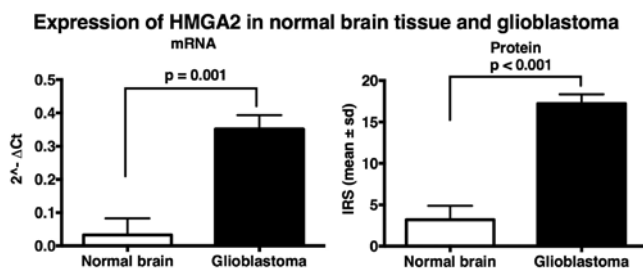 Expression of HMGA2 in normal brain tissue and glioblastoma
mRNA
p = 0.001
2^- ΔCt
0.5
0.4
0.3
0.2
0.1
0.0
Normal brain
Glioblastoma
Protein
p < 0.001
IRS (mean ± sd)
20
15
10
5
0
Normal brain
Glioblastoma